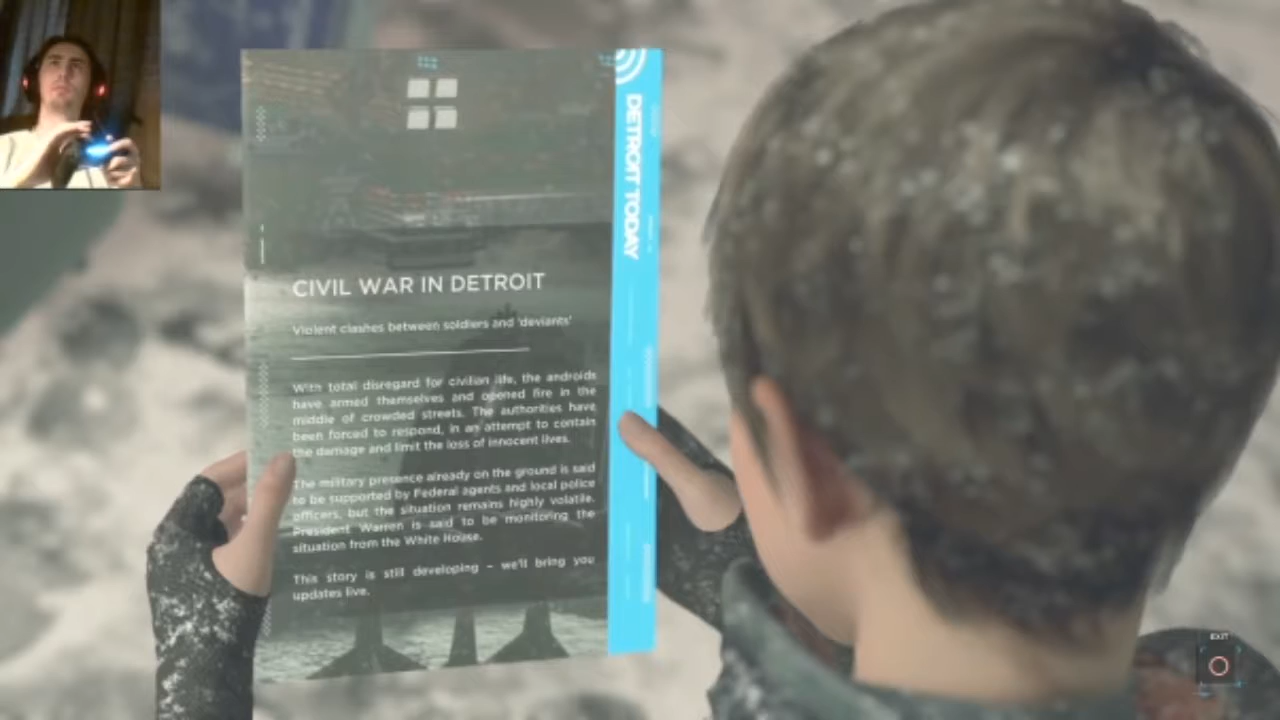 DETROIT TODAY
CIVIL WAR IN DETROIT
Violent clashes between soldiers and 'deviants'
With total disregard for civilian life, the androids
have armed themselves and opened fire in the
middle of crowded streets. The authorities have
been forced to respond, in an attempt to contain
the damage and limit the loss of innocent lives.
The military presence already on the ground is said
to be supported by Federal agents and local police
officers, but the situation remains highly volatile.
President Warren is said to be monitoring the
situation from the White House.
This story is still developing – we'll bring you
updates live.
EXIT